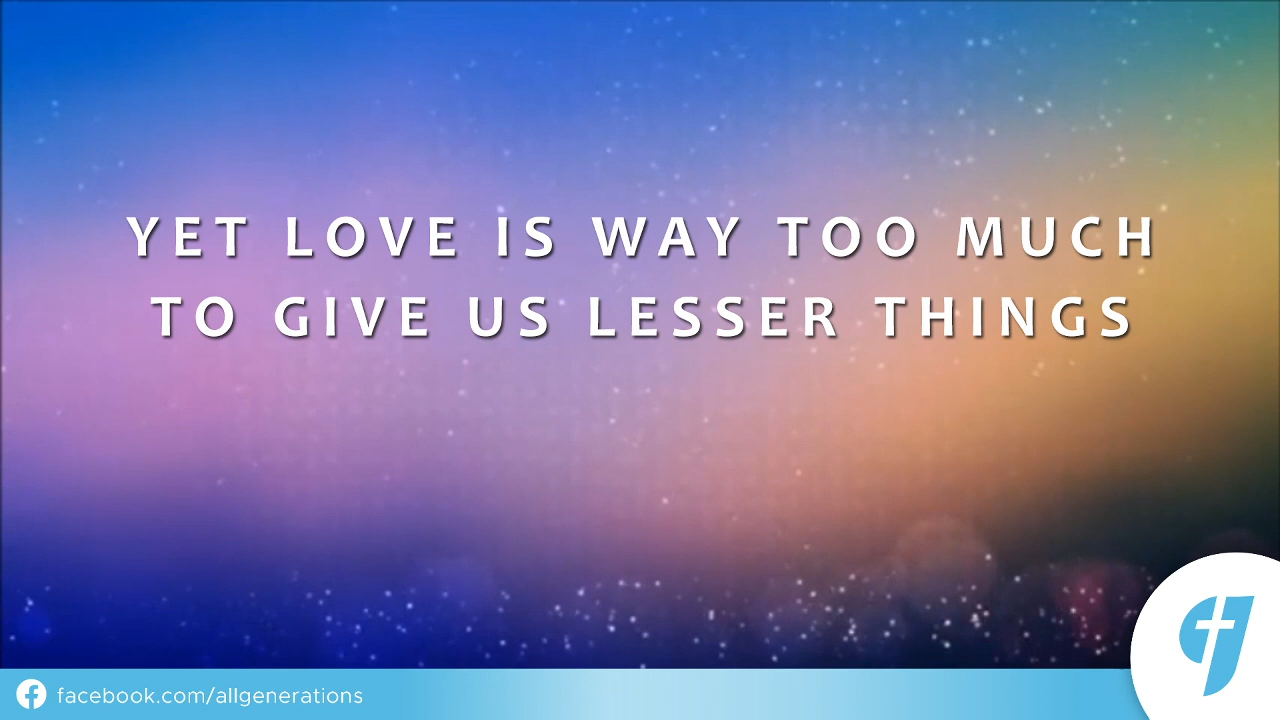 YET LOVE IS WAY TOO MUCH
TO GIVE US LESSER THINGS
facebook.com/allgenerations